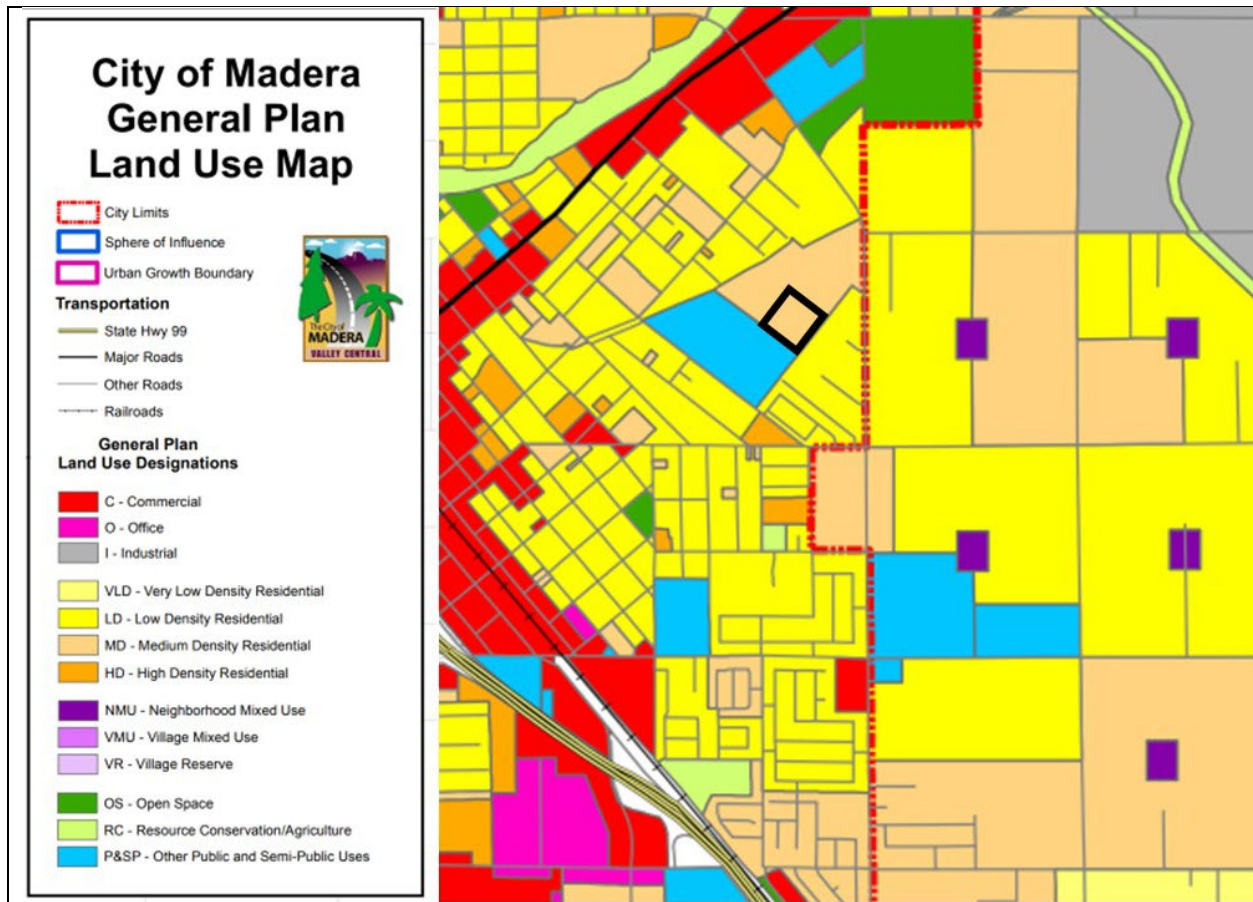 City of Madera
General Plan
Land Use Map
City Limits
Sphere of Influence
Urban Growth Boundary
The City of
MADERA
VALLEY CENTRAL
Transportation
State Hwy 99
Major Roads
Other Roads
Railroads
General Plan
Land Use Designations
C - Commercial
O - Office
I - Industrial
VLD - Very Low Density Residential
LD - Low Density Residential
MD - Medium Density Residential
HD - High Density Residential
NMU - Neighborhood Mixed Use
VMU - Village Mixed Use
VR - Village Reserve
OS - Open Space
RC - Resource Conservation/Agriculture
P&SP - Other Public and Semi-Public Uses